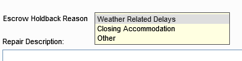 Escrow Holdback Reason
Weather Related Delays
Closing Accommodation
Other
Repair Description: